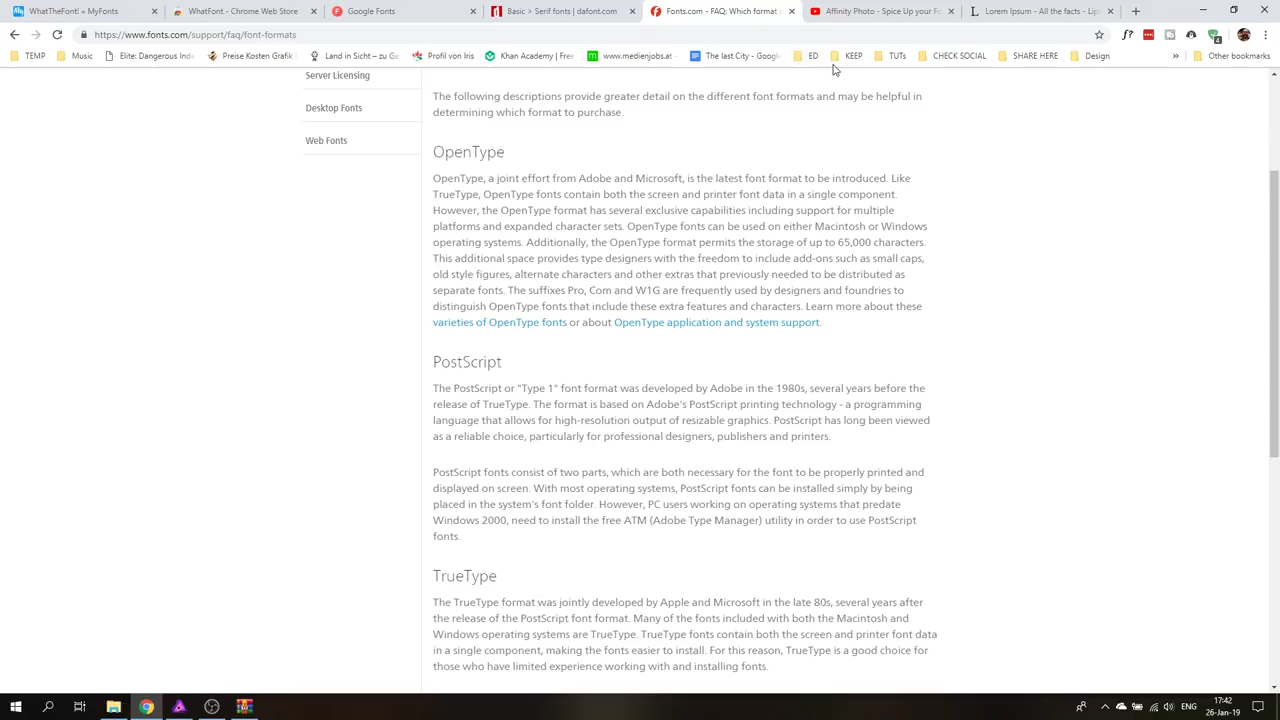 WhatTheFont! « MyFonts
WhatFont - Chrome Web Store
Google Fonts
Basic > Serif fonts | dafont.com
Fonts.com - FAQ: Which format
Affinity Photo - Spice Up your Fo
Lorem Ipsum - All the facts - Lip
https://www.fonts.com/support/faq/font-formats
TEMP
Music
Elite: Dangerous Inde
Preise Kosten Grafik
Land in Sicht – zu Ga
Profil von Iris
Khan Academy | Free
www.medienjobs.at -
The last City - Google
ED
KEEP
TUTs
CHECK SOCIAL
SHARE HERE
Design
»
Other bookmarks
Server Licensing
Desktop Fonts
Web Fonts
The following descriptions provide greater detail on the different font formats and may be helpful in
determining which format to purchase.
OpenType
OpenType, a joint effort from Adobe and Microsoft, is the latest font format to be introduced. Like
TrueType, OpenType fonts contain both the screen and printer font data in a single component.
However, the OpenType format has several exclusive capabilities including support for multiple
platforms and expanded character sets. OpenType fonts can be used on either Macintosh or Windows
operating systems. Additionally, the OpenType format permits the storage of up to 65,000 characters.
This additional space provides type designers with the freedom to include add-ons such as small caps,
old style figures, alternate characters and other extras that previously needed to be distributed as
separate fonts. The suffixes Pro, Com and W1G are frequently used by designers and foundries to
distinguish OpenType fonts that include these extra features and characters. Learn more about these
varieties of OpenType fonts or about OpenType application and system support.
PostScript
The PostScript or "Type 1" font format was developed by Adobe in the 1980s, several years before the
release of TrueType. The format is based on Adobe's PostScript printing technology - a programming
language that allows for high-resolution output of resizable graphics. PostScript has long been viewed
as a reliable choice, particularly for professional designers, publishers and printers.
PostScript fonts consist of two parts, which are both necessary for the font to be properly printed and
displayed on screen. With most operating systems, PostScript fonts can be installed simply by being
placed in the system's font folder. However, PC users working on operating systems that predate
Windows 2000, need to install the free ATM (Adobe Type Manager) utility in order to use PostScript
fonts.
TrueType
The TrueType format was jointly developed by Apple and Microsoft in the late 80s, several years after
the release of the PostScript font format. Many of the fonts included with both the Macintosh and
Windows operating systems are TrueType. TrueType fonts contain both the screen and printer font data
in a single component, making the fonts easier to install. For this reason, TrueType is a good choice for
those who have limited experience working with and installing fonts.
ENG
17:42
26-Jan-19